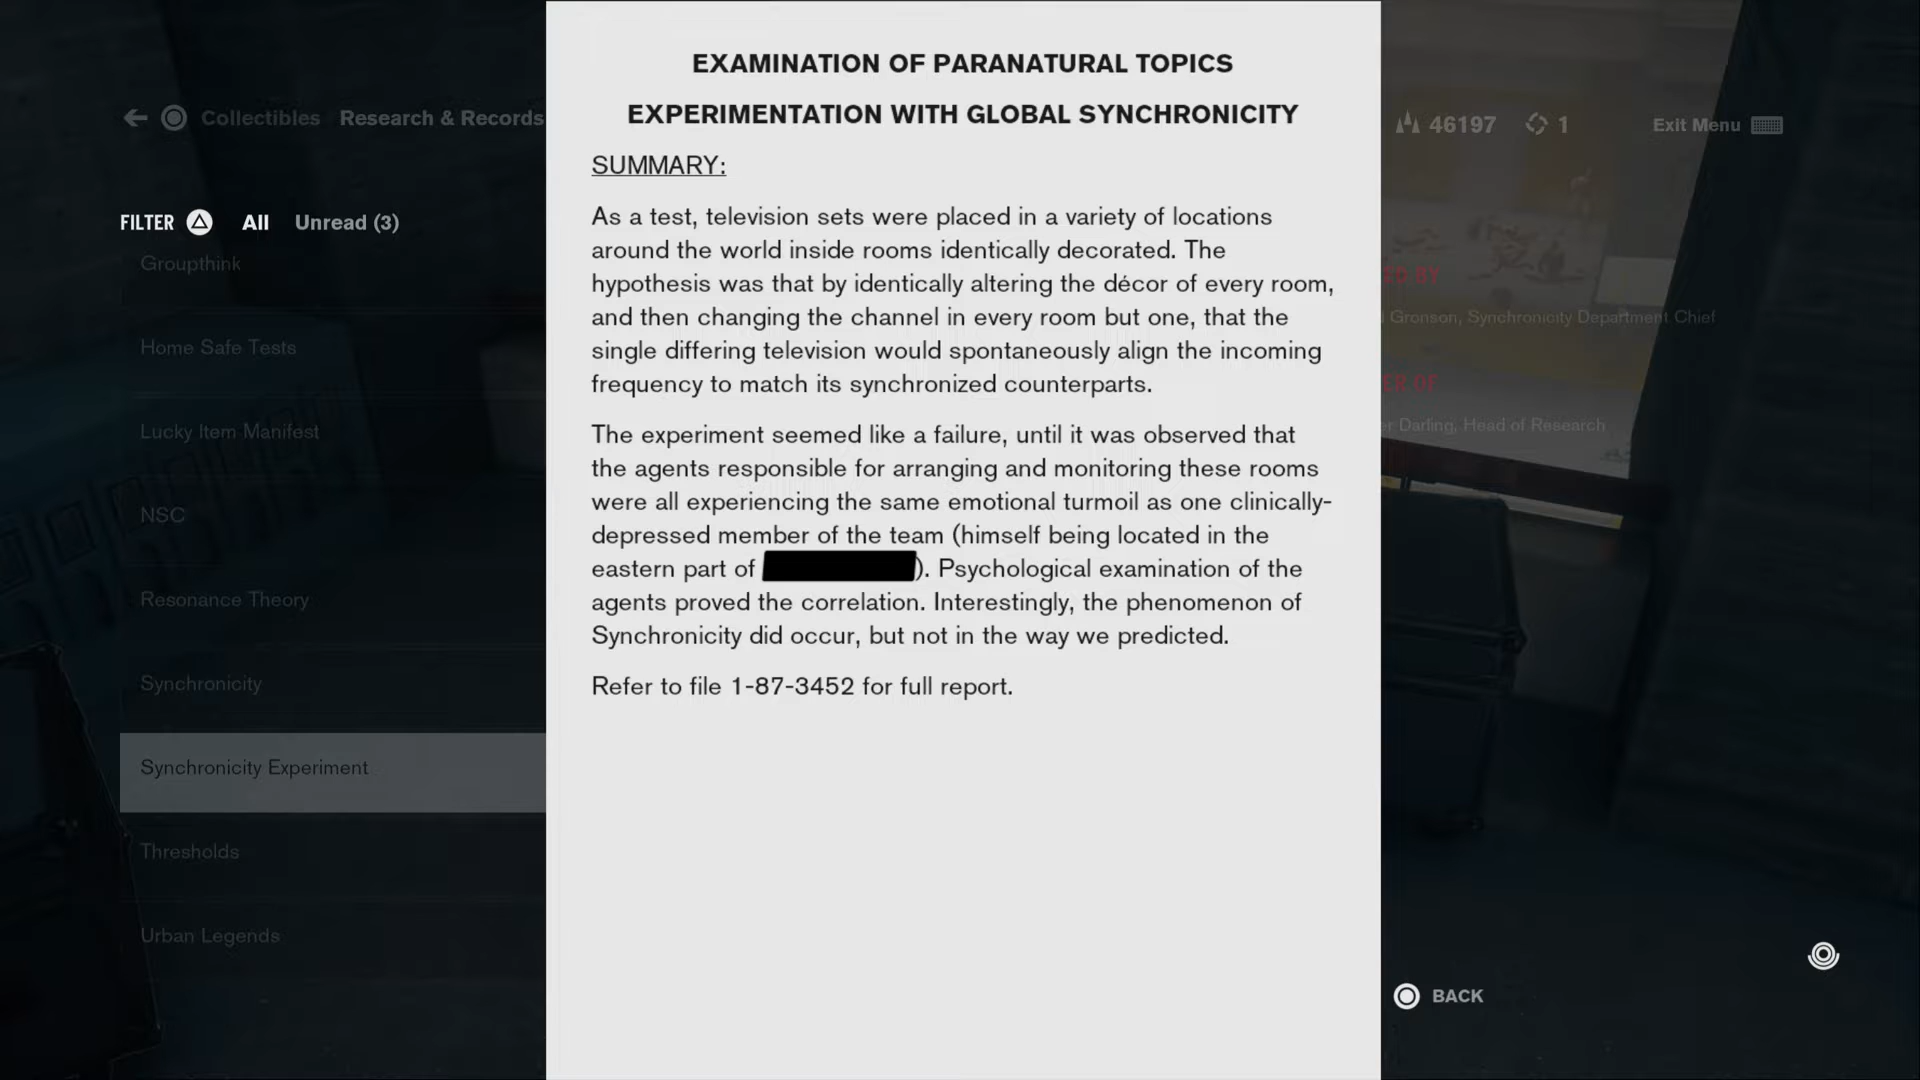 EXAMINATION OF PARANATURAL TOPICS
EXPERIMENTATION WITH GLOBAL SYNCHRONICITY
SUMMARY:
As a test, television sets were placed in a variety of locations
around the world inside rooms identically decorated. The
hypothesis was that by identically altering the décor of every room,
and then changing the channel in every room but one, that the
single differing television would spontaneously align the incoming
frequency to match its synchronized counterparts.
The experiment seemed like a failure, until it was observed that
the agents responsible for arranging and monitoring these rooms
were all experiencing the same emotional turmoil as one clinically-
depressed member of the team (himself being located in the
eastern part of ). Psychological examination of the
agents proved the correlation. Interestingly, the phenomenon of
Synchronicity did occur, but not in the way we predicted.
Refer to file 1-87-3452 for full report.
Collectibles Research & Records
FILTER All Unread (3)
Groupthink
Home Safe Tests
Lucky Item Manifest
NSC
Resonance Theory
Synchronicity
Synchronicity Experiment
Thresholds
Urban Legends
46197 1 Exit Menu
BY
Gronson, Synchronicity Department Chief
OF
Darling, Head of Research
BACK